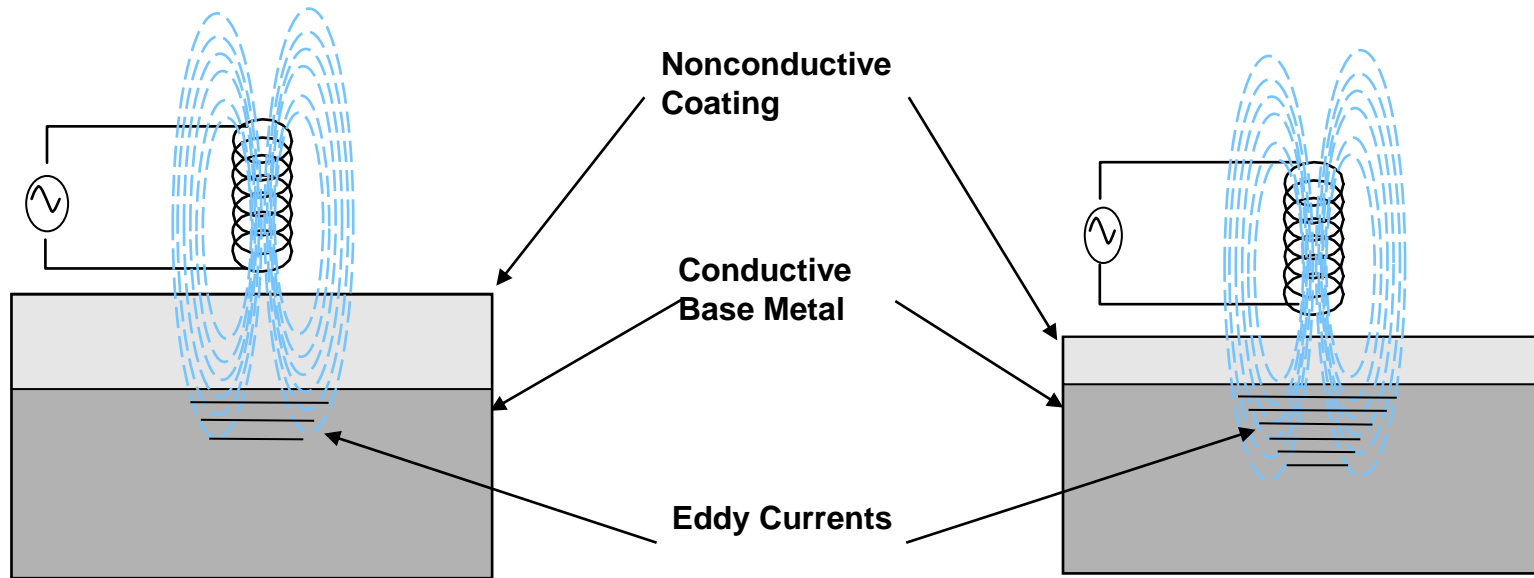 Nonconductive
Coating
Conductive
Base Metal
Eddy Currents